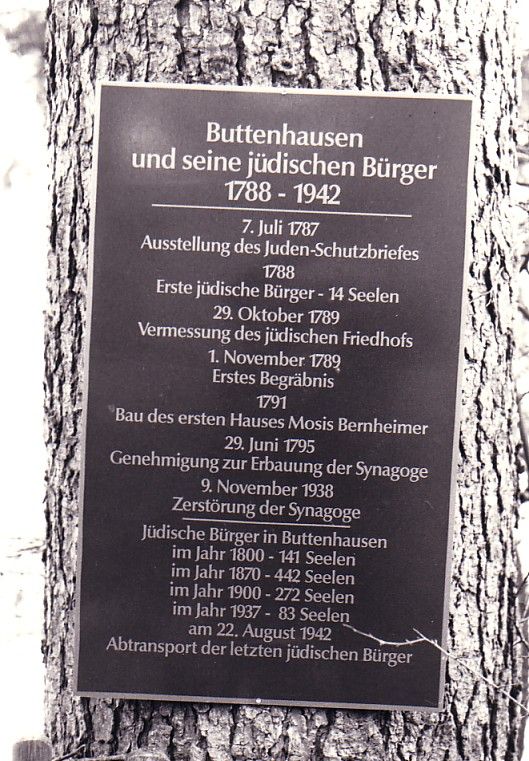 Buttenhausen
und seine jüdischen Bürger
1788 - 1942
7. Juli 1787
Ausstellung des Juden-Schutzbriefes
1788
Erste jüdische Bürger - 14 Seelen
29. Oktober 1789
Vermessung des jüdischen Friedhofs
1. November 1789
Erstes Begräbnis
1791
Bau des ersten Hauses Mosis Bernheimer
29. Juni 1795
Genehmigung zur Erbauung der Synagoge
9. November 1938
Zerstörung der Synagoge
Jüdische Bürger in Buttenhausen
im Jahr 1800 - 141 Seelen
im Jahr 1870 - 442 Seelen
im Jahr 1900 - 272 Seelen
im Jahr 1937 - 83 Seelen
am 22. August 1942
Abtransport der letzten jüdischen Bürger